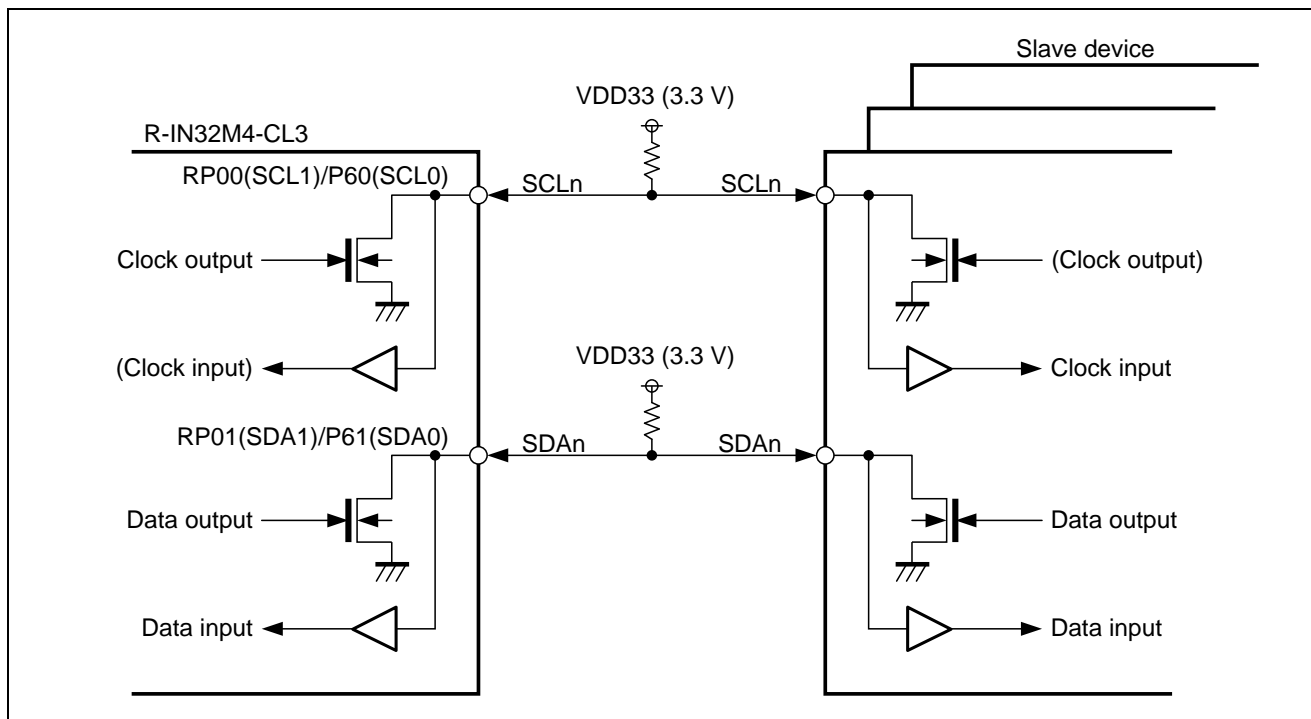 Slave device
VDD33 (3.3 V)
R-IN32M4-CL3
RP00(SCL1)/P60(SCL0)
SCLn SCLn
Clock output (Clock output)
(Clock input) Clock input
VDD33 (3.3 V)
RP01(SDA1)/P61(SDA0)
SDAn SDAn
Data output Data output
Data input Data input